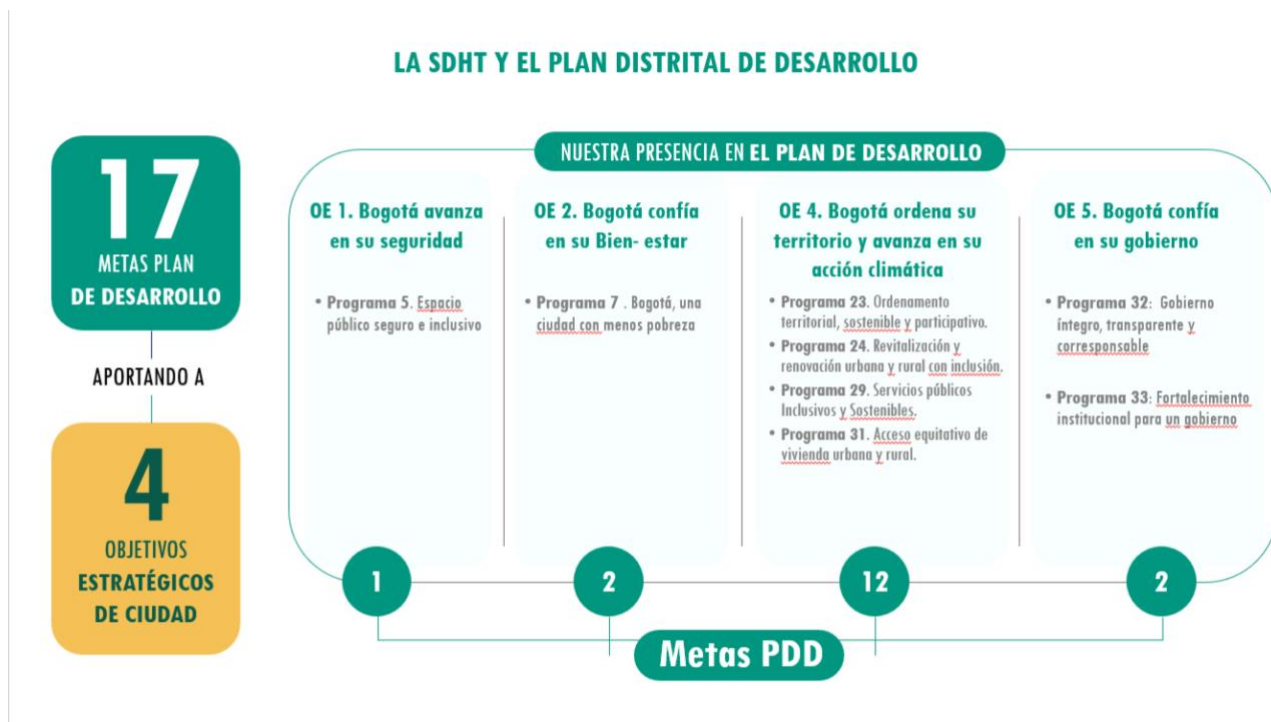 LA SDHT Y EL PLAN DISTRITAL DE DESARROLLO
17
METAS PLAN
DE DESARROLLO
APORTANDO A
4
OBJETIVOS
ESTRATÉGICOS
DE CIUDAD
NUESTRA PRESENCIA EN EL PLAN DE DESARROLLO
OE 1. Bogotá avanza
en su seguridad
• Programa 5. Espacio
público seguro e inclusivo
1
OE 2. Bogotá confía
en su Bien- estar
• Programa 7 . Bogotá, una
ciudad con menos pobreza
2
OE 4. Bogotá ordena su
territorio y avanza en su
acción climática
• Programa 23. Ordenamento
territorial, sostenible y participativo.
• Programa 24. Revitalización y
renovación urbana y rural con inclusión.
• Programa 29. Servicios públicos
Inclusivos y Sostenibles.
• Programa 31. Acceso equitativo de
vivienda urbana y rural.
12
OE 5. Bogotá confía
en su gobierno
• Programa 32: Gobierno
íntegro, transparente y
corresponsable
• Programa 33: Fortalecimiento
institucional para un gobierno
2
Metas PDD